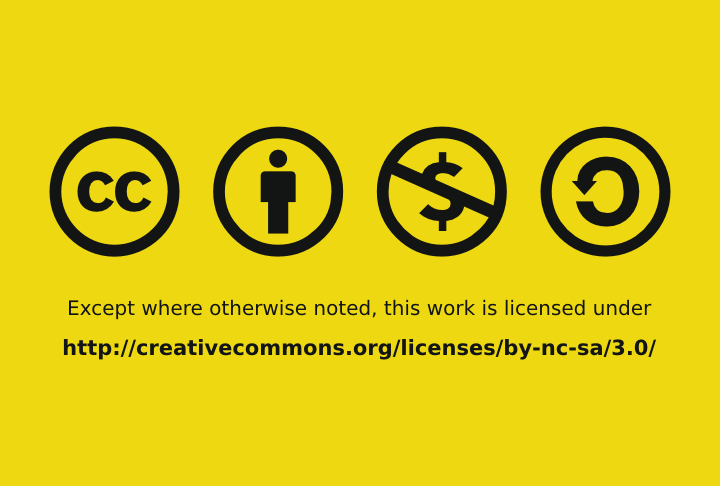 cc
$
Except where otherwise noted, this work is licensed under
http://creativecommons.org/licenses/by-nc-sa/3.0/